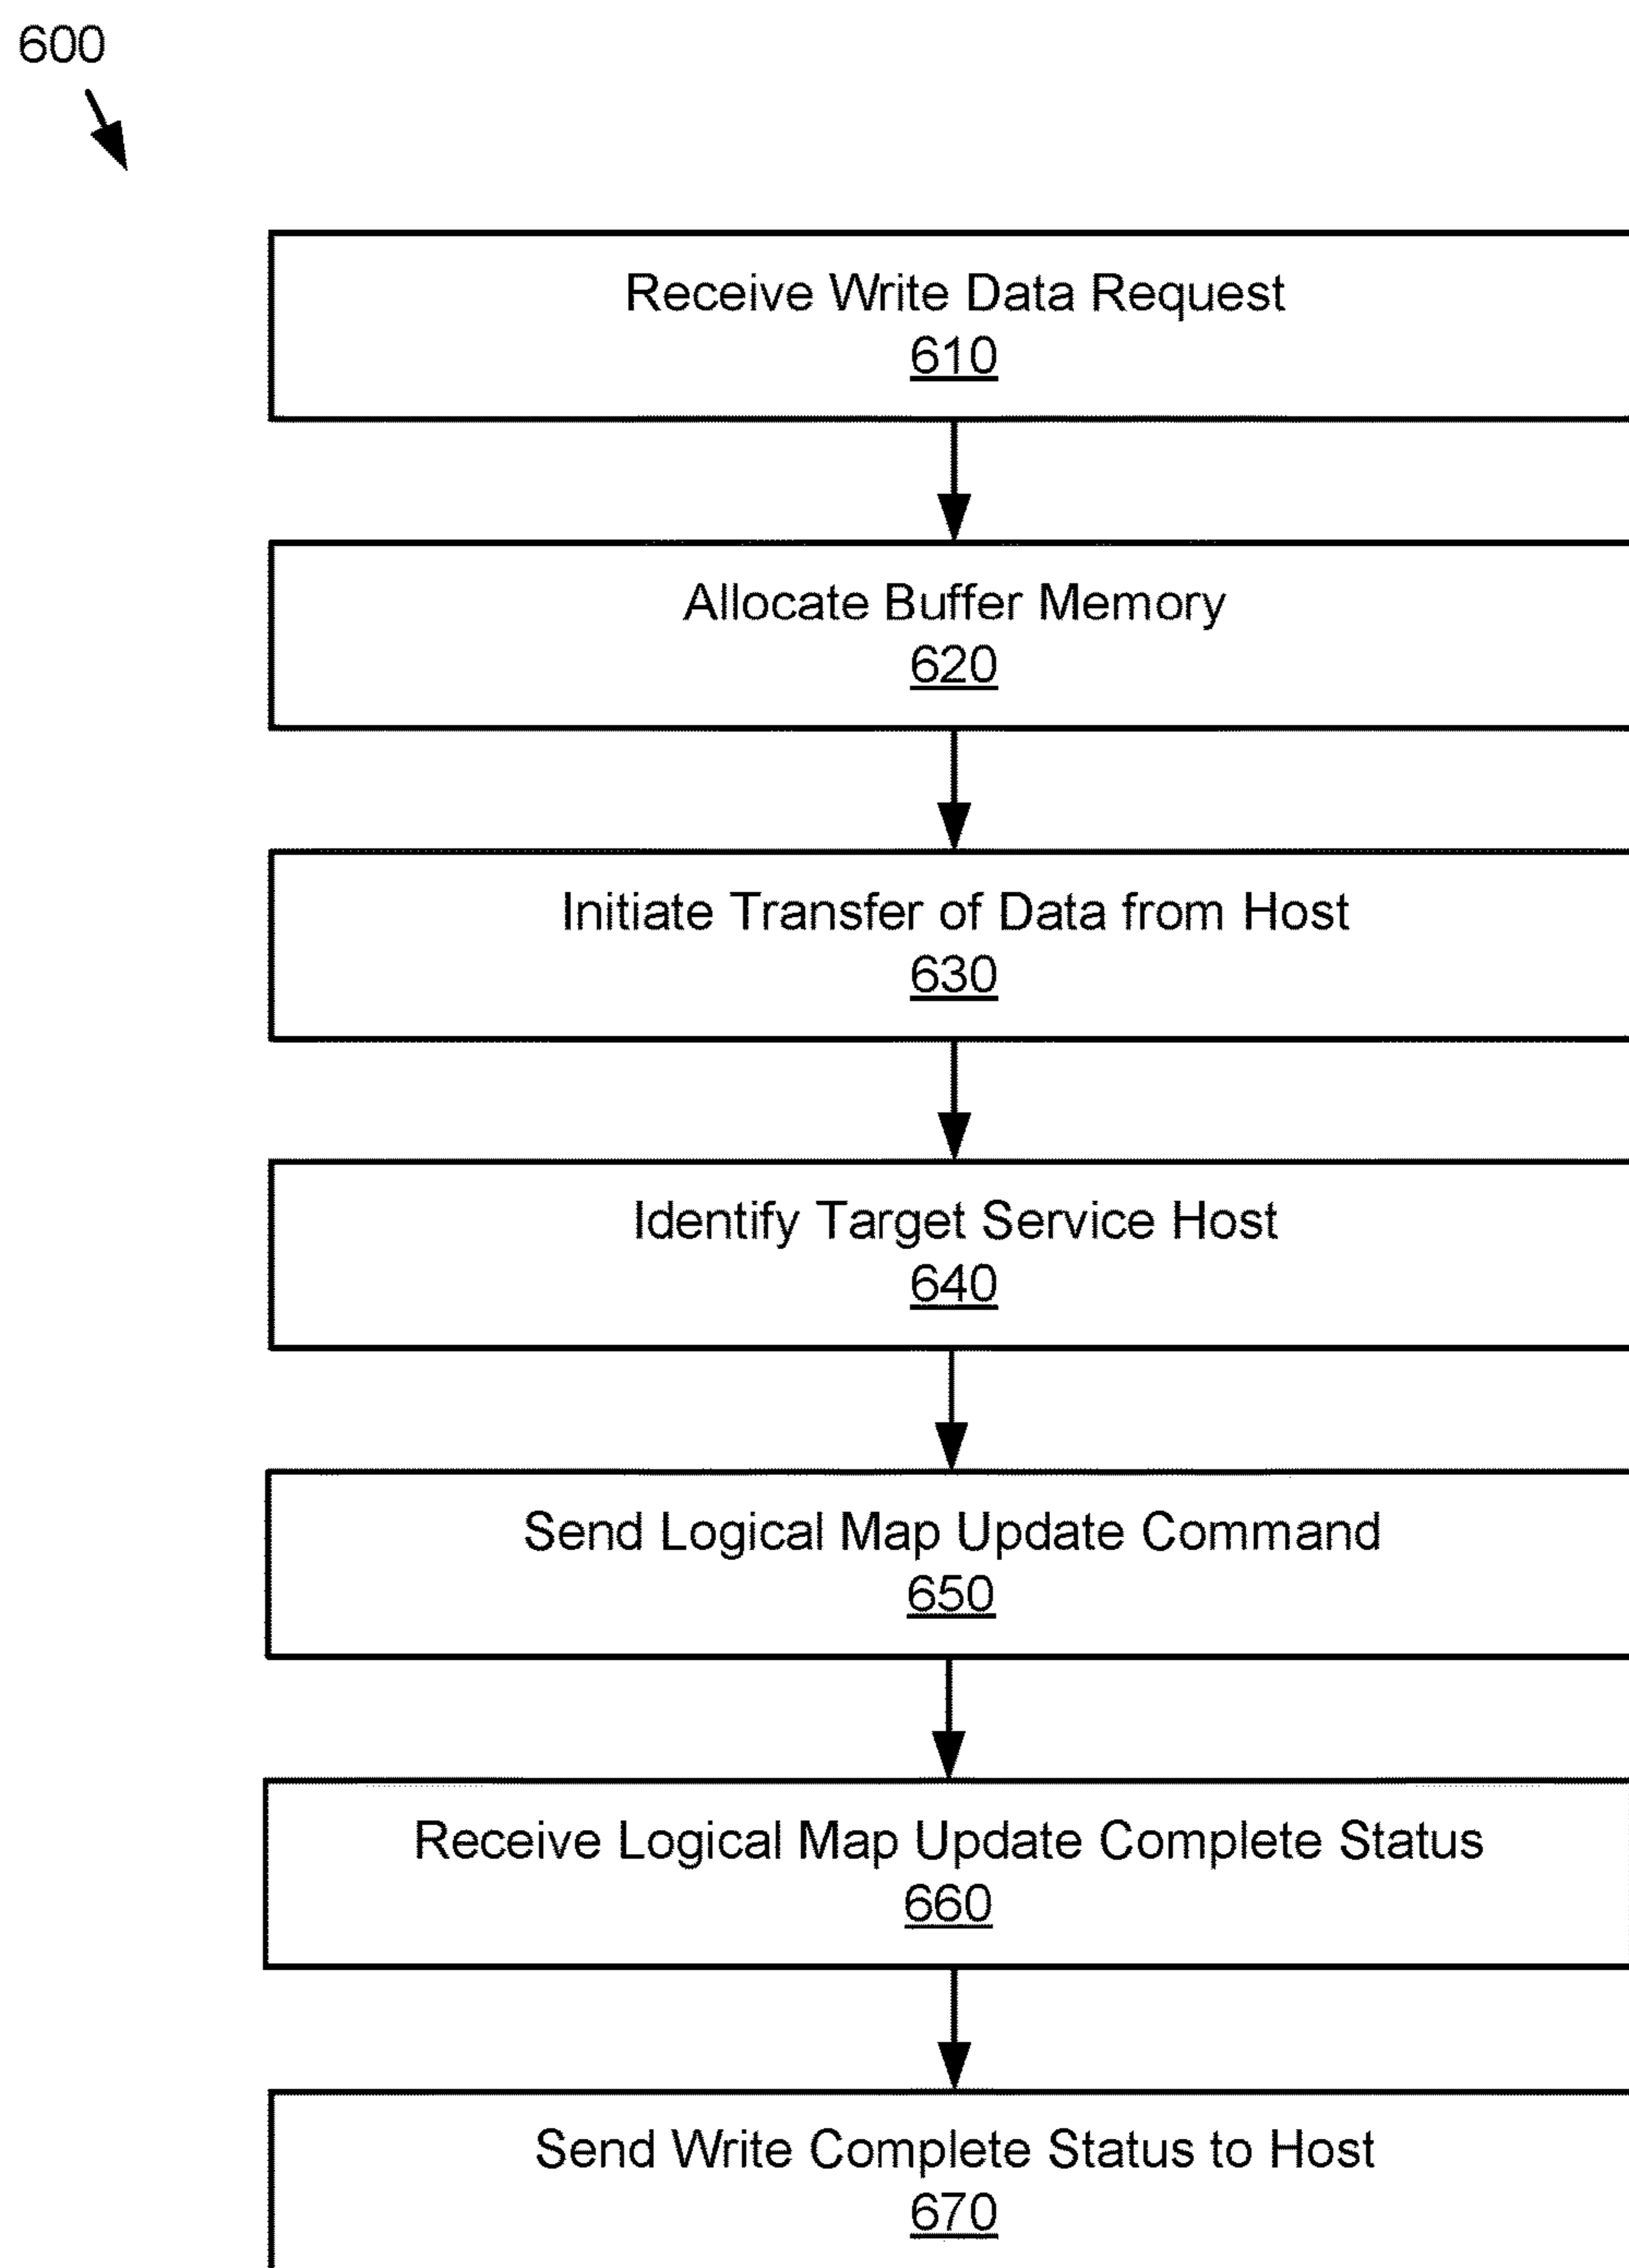 600
Receive Write Data Request
610
Allocate Buffer Memory
620
Initiate Transfer of Data from Host
630
Identify Target Service Host
640
Send Logical Map Update Command
650
Receive Logical Map Update Complete Status
660
Send Write Complete Status to Host
670